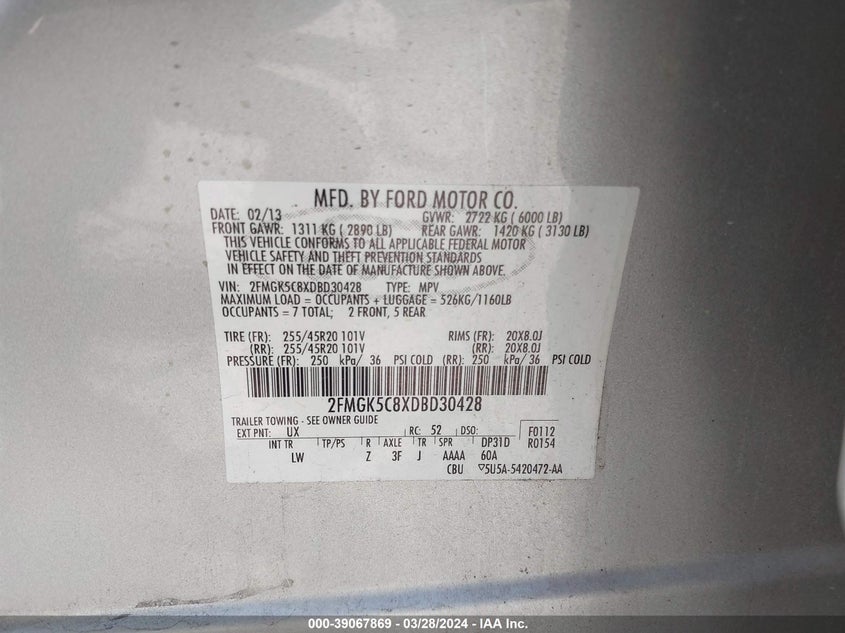 MFD. BY FORD MOTOR CO.
DATE: 02/13 GVWR: 2722 KG ( 6000 LB)
FRONT GAWR: 1311 KG ( 2890 LB) REAR GAWR: 1420 KG ( 3130 LB)
THIS VEHICLE CONFORMS TO ALL APPLICABLE FEDERAL MOTOR
VEHICLE SAFETY AND THEFT PREVENTION STANDARDS
IN EFFECT ON THE DATE OF MANUFACTURE SHOWN ABOVE.
VIN: 2FMGK5C8XDBD30428 TYPE: MPV
MAXIMUM LOAD = OCCUPANTS + LUGGAGE = 526KG/1160LB
OCCUPANTS = 7 TOTAL; 2 FRONT, 5 REAR
TIRE (FR): 255/45R20 101V RIMS (FR): 20X8.0J
(RR): 255/45R20 101V (RR): 20X8.0J
PRESSURE (FR): 250 kPa/ 36 PSI COLD (RR): 250 kPa/ 36 PSI COLD
2FMGK5C8XDBD30428
TRAILER TOWING - SEE OWNER GUIDE
EXT PNT: UX RC: 52 DSO: F0112
INT TR TP/PS R AXLE TR SPR DP31D R0154
LW Z 3F J AAAA 60A
CBU ▽5U5A-5420472-AA
000-39067869 / 03/28/2024 - IAA Inc.